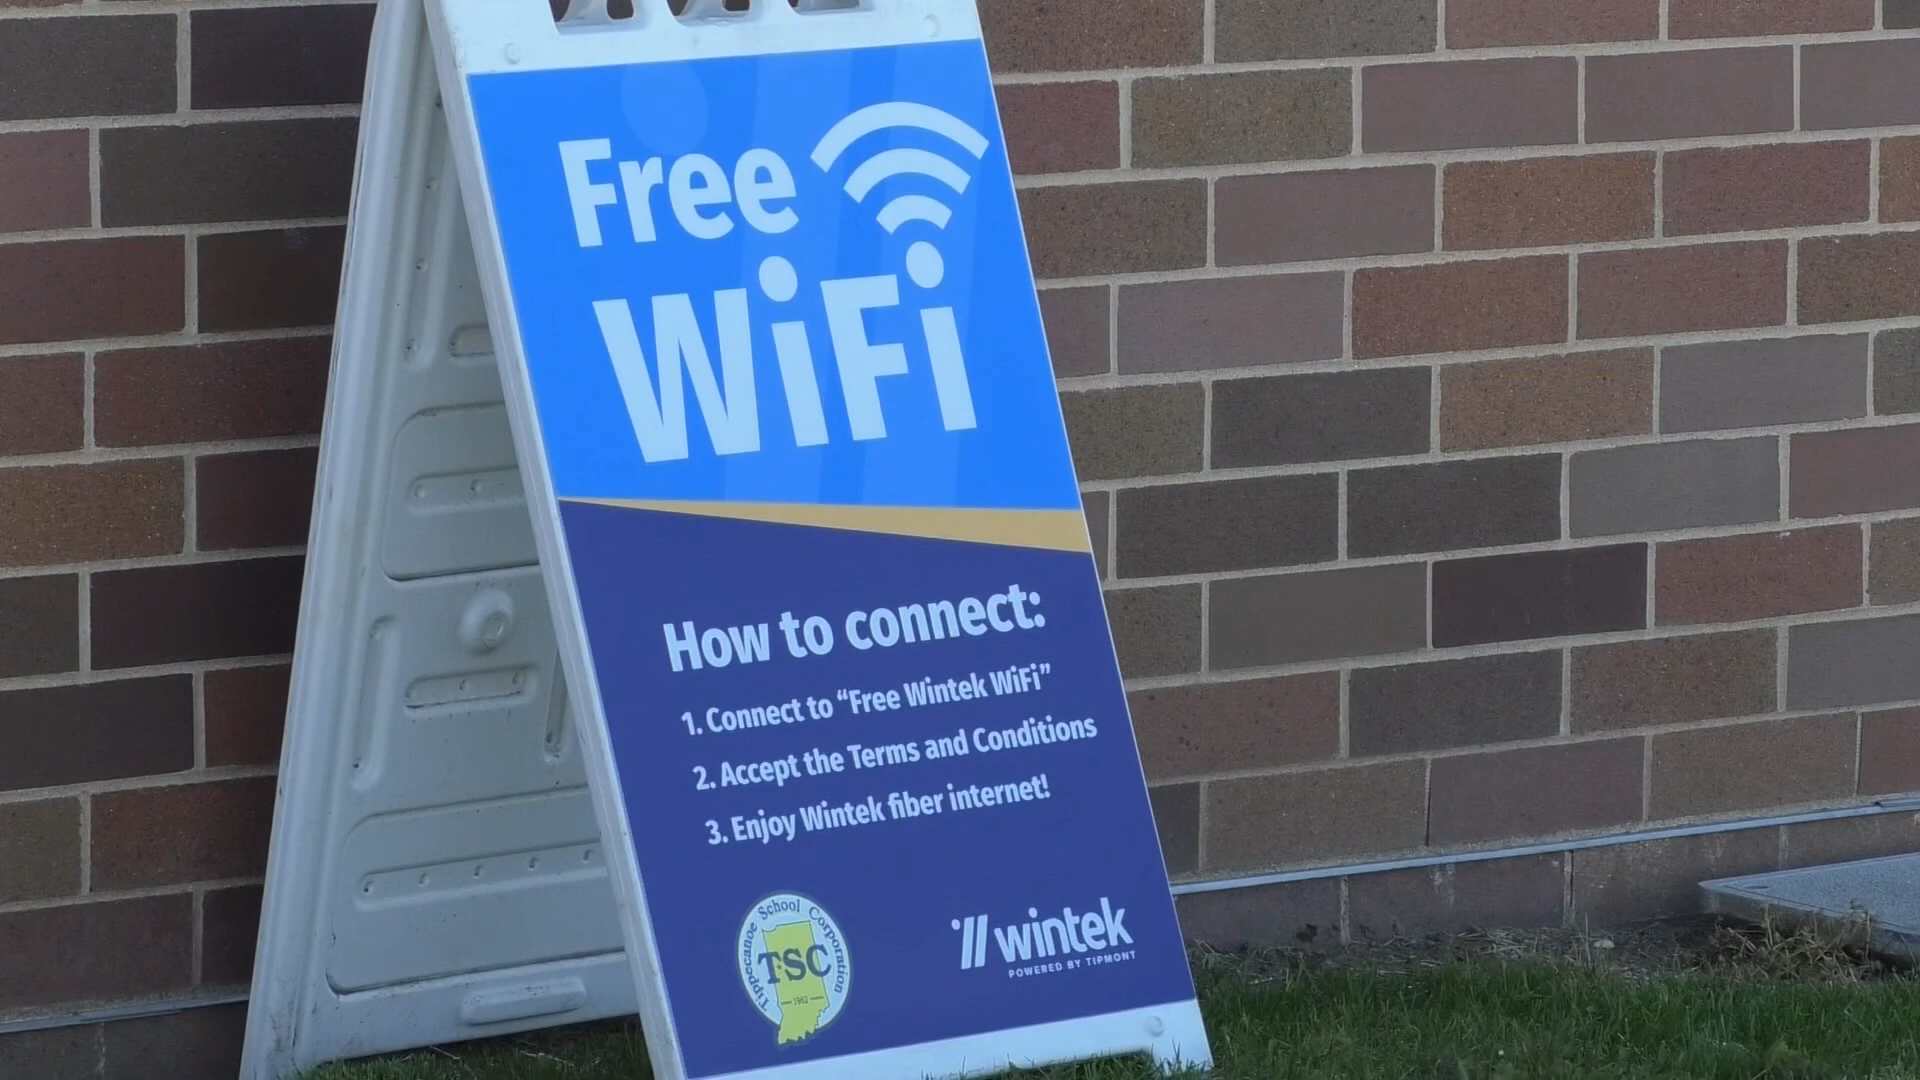 Free
WiFi
How to connect:
1. Connect to “Free Wintek WiFi”
2. Accept the Terms and Conditions
3. Enjoy Wintek fiber internet!
Tippecanoe School Corporation
TSC
1962
wintek
POWERED BY TIPMONT